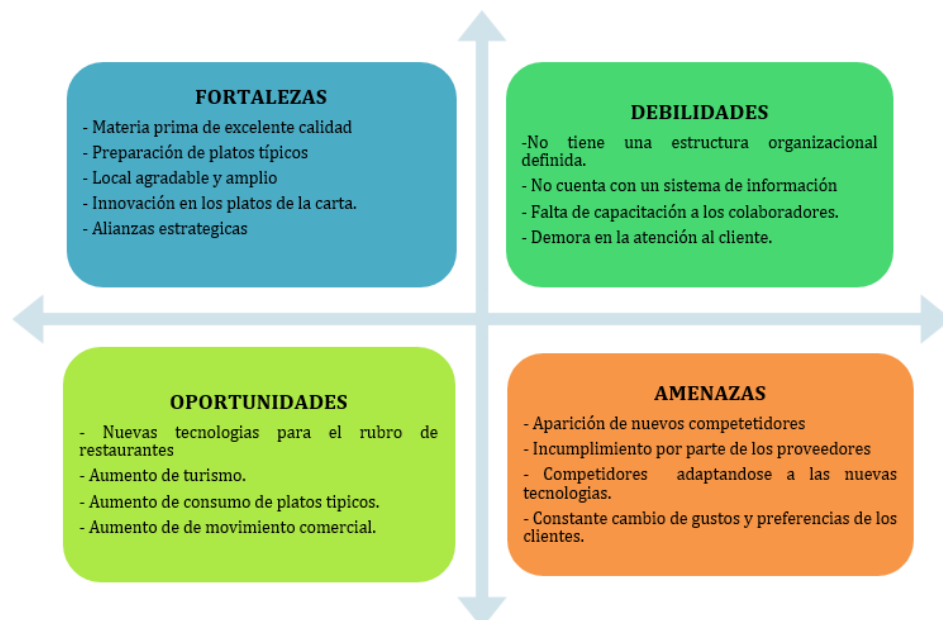 FORTALEZAS
- Materia prima de excelente calidad
- Preparación de platos típicos
- Local agradable y amplio
- Innovación en los platos de la carta.
- Alianzas estrategicas
DEBILIDADES
-No tiene una estructura organizacional
definida.
- No cuenta con un sistema de información
- Falta de capacitación a los colaboradores.
- Demora en la atención al cliente.
OPORTUNIDADES
- Nuevas tecnologias para el rubro de
restaurantes
- Aumento de turismo.
- Aumento de consumo de platos tipicos.
- Aumento de de movimiento comercial.
AMENAZAS
- Aparición de nuevos competetidores
- Incumplimiento por parte de los proveedores
- Competidores adaptandose a las nuevas
tecnologias.
- Constante cambio de gustos y preferencias de los
clientes.